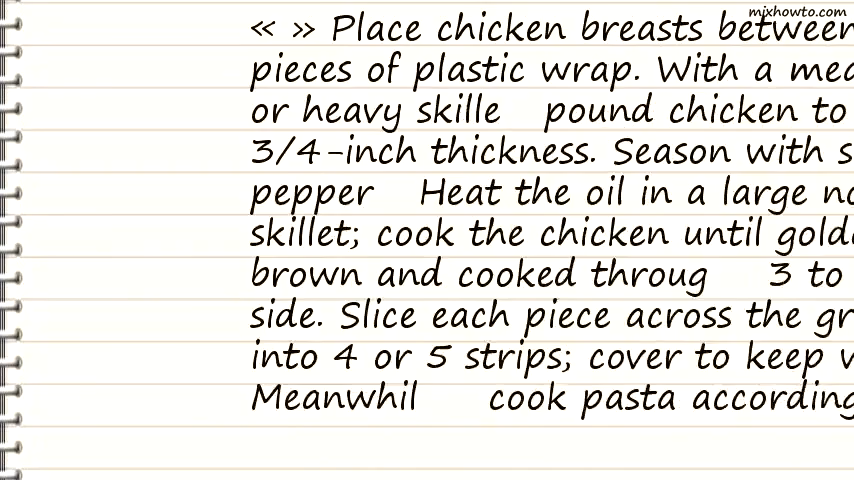 mjxhowto.com
« » Place chicken breasts between
pieces of plastic wrap. With a mea
or heavy skille pound chicken to
3/4-inch thickness. Season with s
pepper Heat the oil in a large no
skillet; cook the chicken until golde
brown and cooked throug 3 to
side. Slice each piece across the gr
into 4 or 5 strips; cover to keep w
Meanwhil cook pasta according